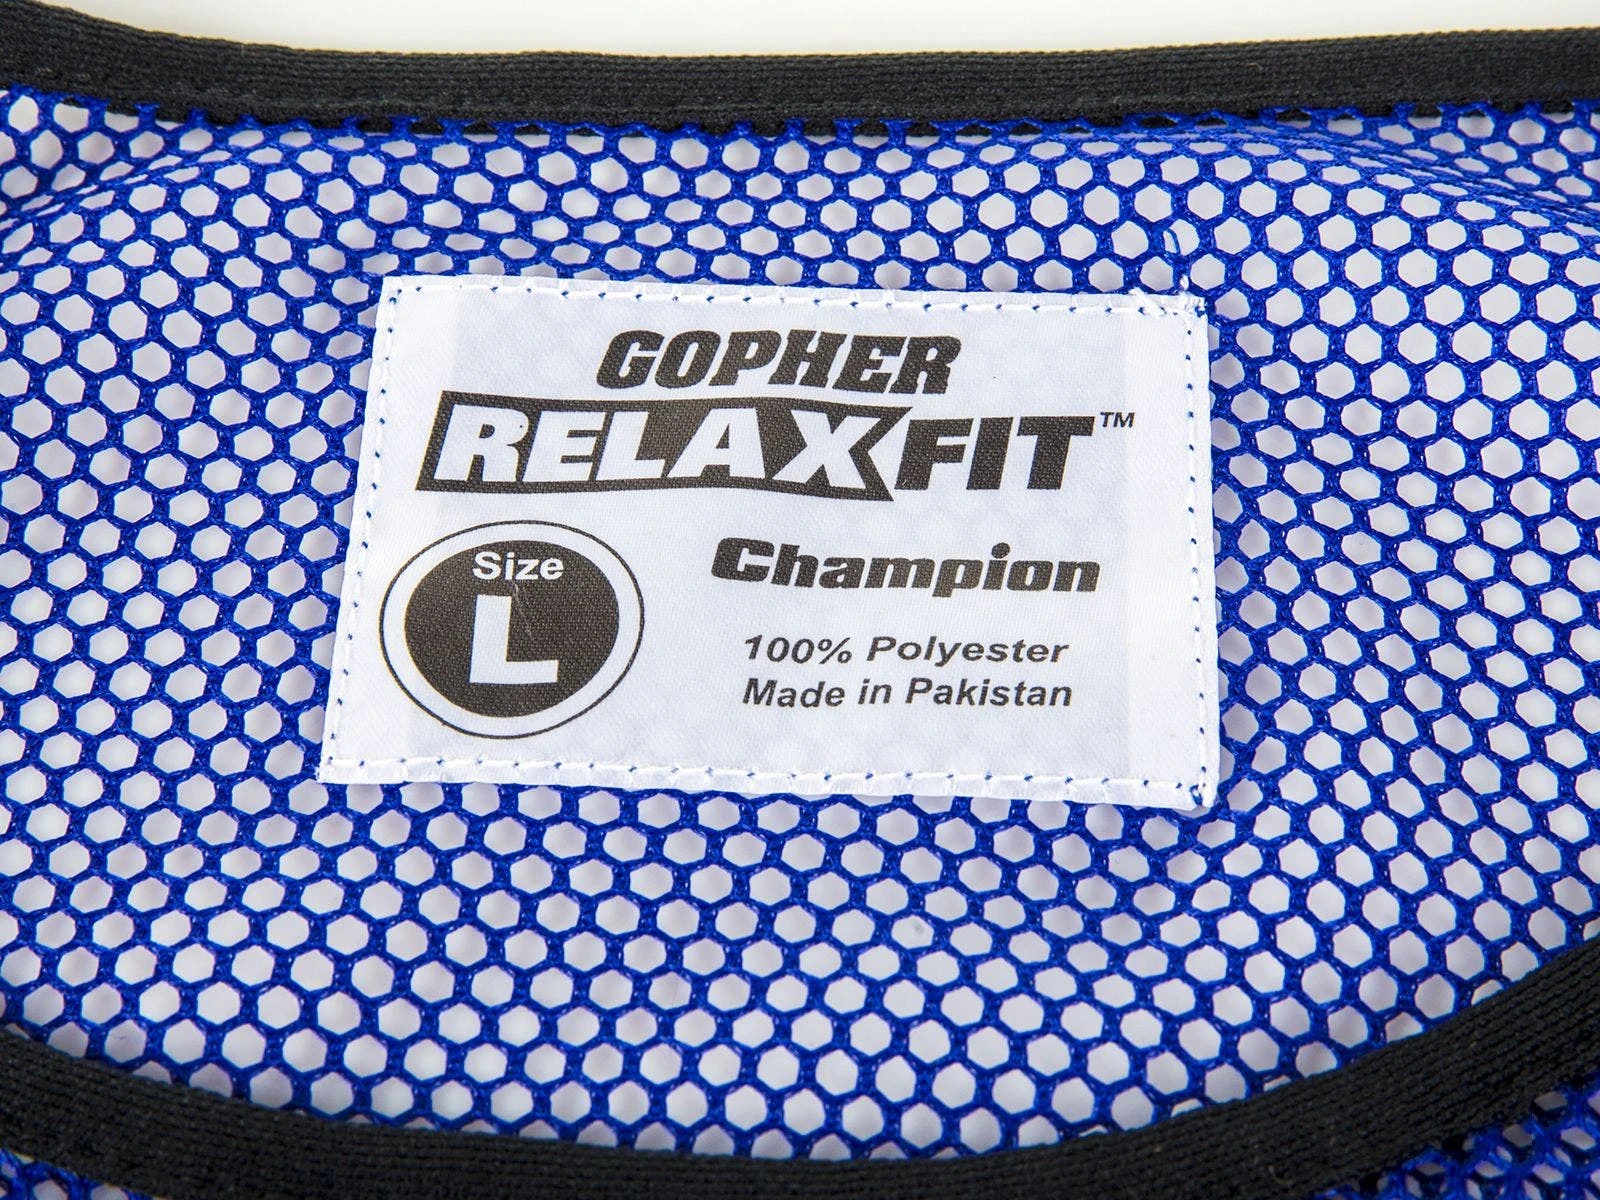 GOPHER
RELAXFIT™
Size
L
Champion
100% Polyester
Made in Pakistan